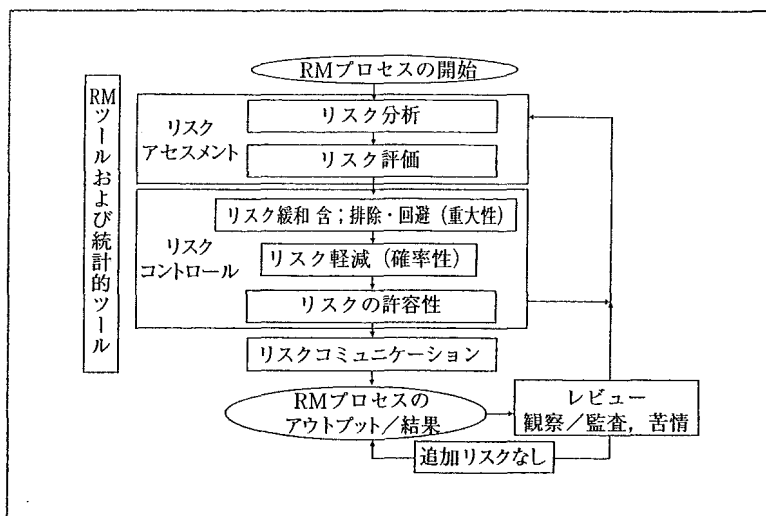 RMプロセスの開始
RMツールおよび統計的ツール
リスク
アセスメント
リスク分析
リスク評価
リスク
コントロール
リスク緩和 含；排除・回避（重大性）
リスク軽減（確率性）
リスクの許容性
リスクコミュニケーション
RMプロセスの
アウトプット／結果
レビュー
観察／監査，苦情
追加リスクなし